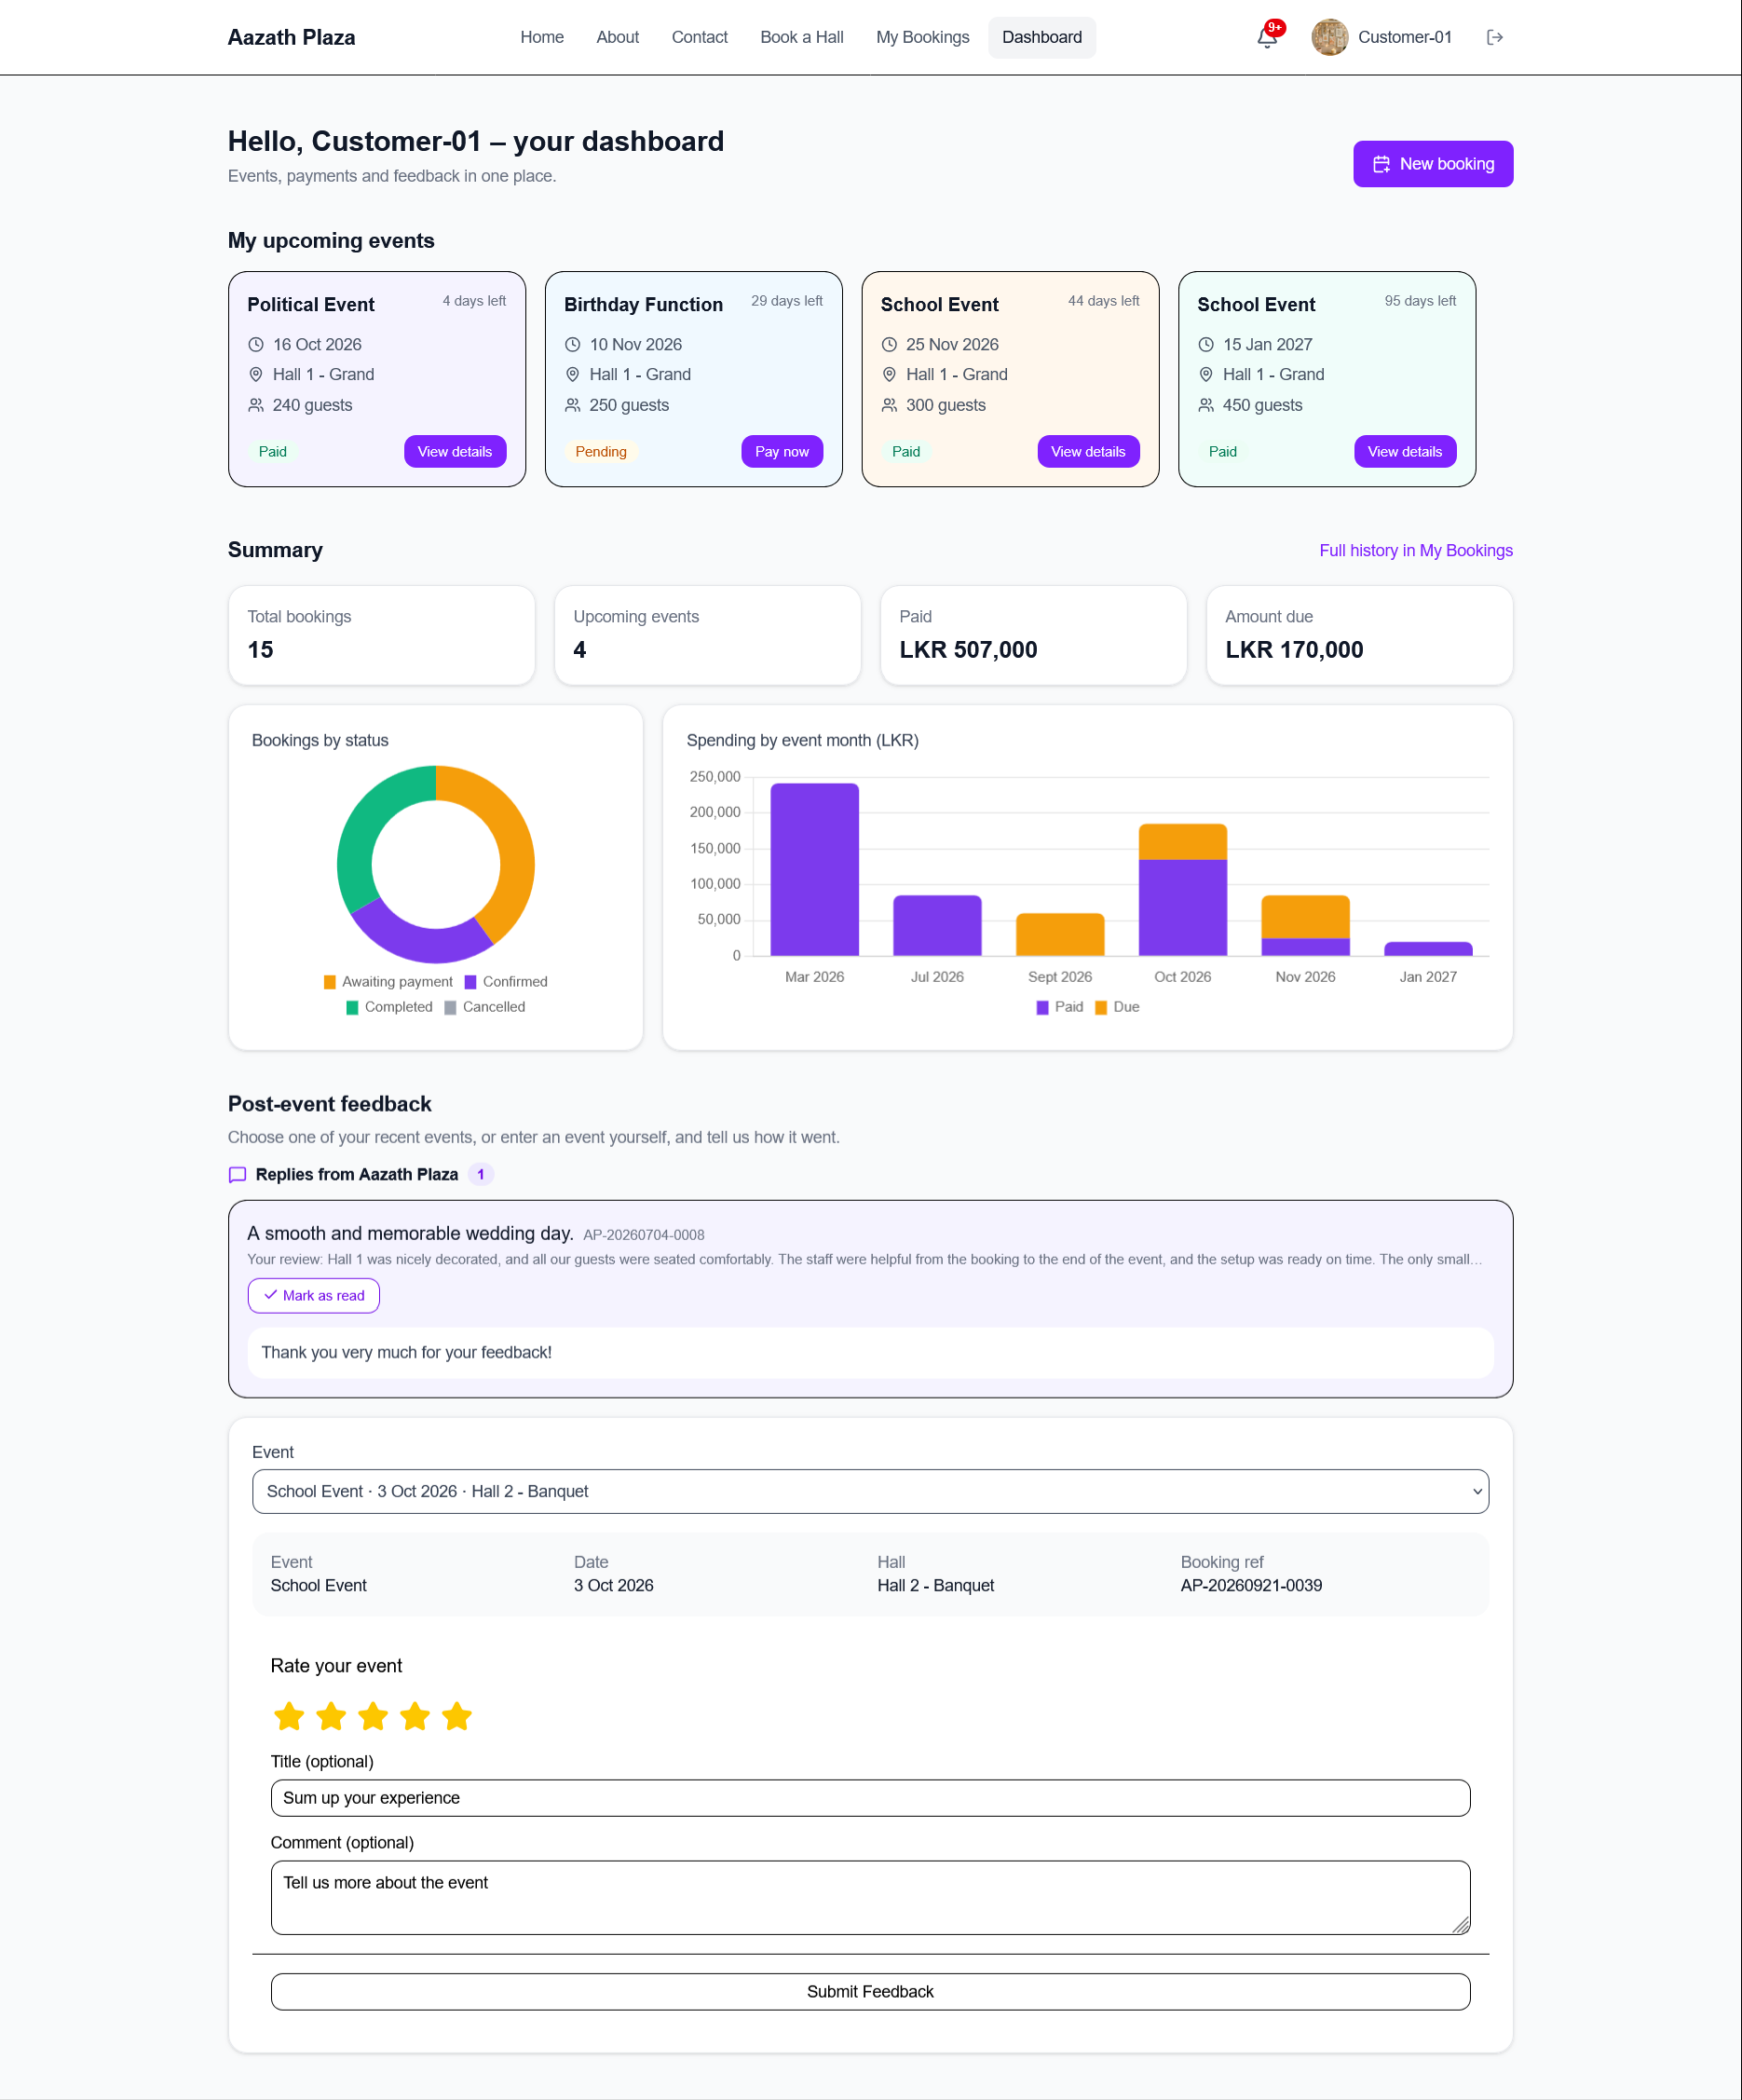 Aazath Plaza
Home About Contact Book a Hall My Bookings Dashboard
9+
Customer-01
Hello, Customer-01 – your dashboard
Events, payments and feedback in one place.
New booking
My upcoming events
Political Event 4 days left
16 Oct 2026
Hall 1 - Grand
240 guests
Paid View details
Birthday Function 29 days left
10 Nov 2026
Hall 1 - Grand
250 guests
Pending Pay now
School Event 44 days left
25 Nov 2026
Hall 1 - Grand
300 guests
Paid View details
School Event 95 days left
15 Jan 2027
Hall 1 - Grand
450 guests
Paid View details
Summary
Full history in My Bookings
Total bookings
15
Upcoming events
4
Paid
LKR 507,000
Amount due
LKR 170,000
Bookings by status
Awaiting payment Confirmed
Completed Cancelled
Spending by event month (LKR)
250,000
200,000
150,000
100,000
50,000
0
Mar 2026 Jul 2026 Sept 2026 Oct 2026 Nov 2026 Jan 2027
Paid Due
Post-event feedback
Choose one of your recent events, or enter an event yourself, and tell us how it went.
Replies from Aazath Plaza 1
A smooth and memorable wedding day. AP-20260704-0008
Your review: Hall 1 was nicely decorated, and all our guests were seated comfortably. The staff were helpful from the booking to the end of the event, and the setup was ready on time. The only small...
Mark as read
Thank you very much for your feedback!
Event
School Event · 3 Oct 2026 · Hall 2 - Banquet
Event Date Hall Booking ref
School Event 3 Oct 2026 Hall 2 - Banquet AP-20260921-0039
Rate your event
Title (optional)
Sum up your experience
Comment (optional)
Tell us more about the event
Submit Feedback